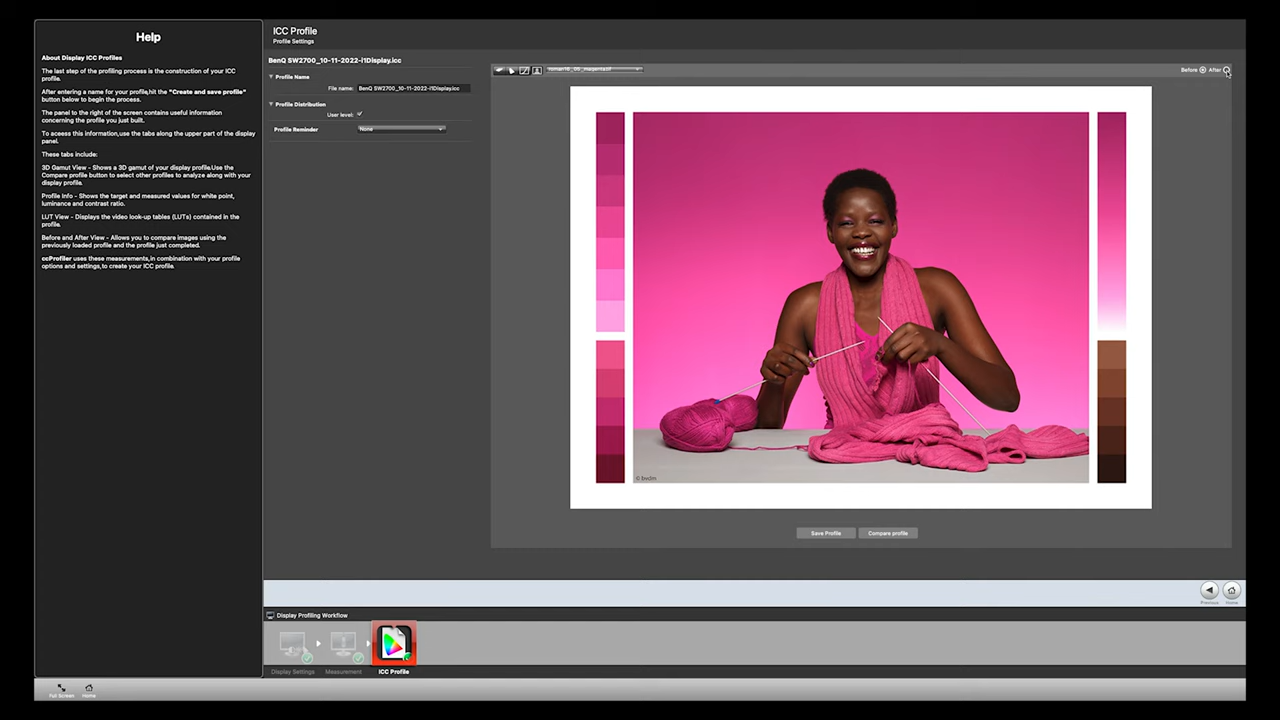 Help
About Display ICC Profiles
The last step of the profiling process is the construction of your ICC
profile.
After entering a name for your profile,hit the "Create and save profile"
button below to begin the process.
The panel to the right of the screen contains useful information
concerning the profile you just built.
To acsess this information,use the tabs along the upper part of the display
panel.
These tabs include:
3D Gamut View - Shows a 3D gamut of your display profile.Use the
Compare profile button to select other profiles to analyze along with your
display profile.
Profile Info - Shows the target and measured values for white point,
luminance and contrast ratio.
LUT View - Displays the video look-up tables (LUTs) contained in the
profile.
Before and After View - Allows you to compare images using the
previously loaded profile and the profile just completed.
ccProfiler uses these measurements,in combination with your profile
options and settings,to create your ICC profile.
ICC Profile
Profile Settings
BenQ SW2700_10-11-2022-i1Display.icc
Profile Name
File name: BenQ SW2700_10-11-2022-i1Display.icc
Profile Distribution
User level:
Profile Reminder None
roman16_05_magenta.tif
Before After
Save Profile Compare profile
Previous Home
Display Profiling Workflow
Display Settings Measurement ICC Profile
Full Screen Home